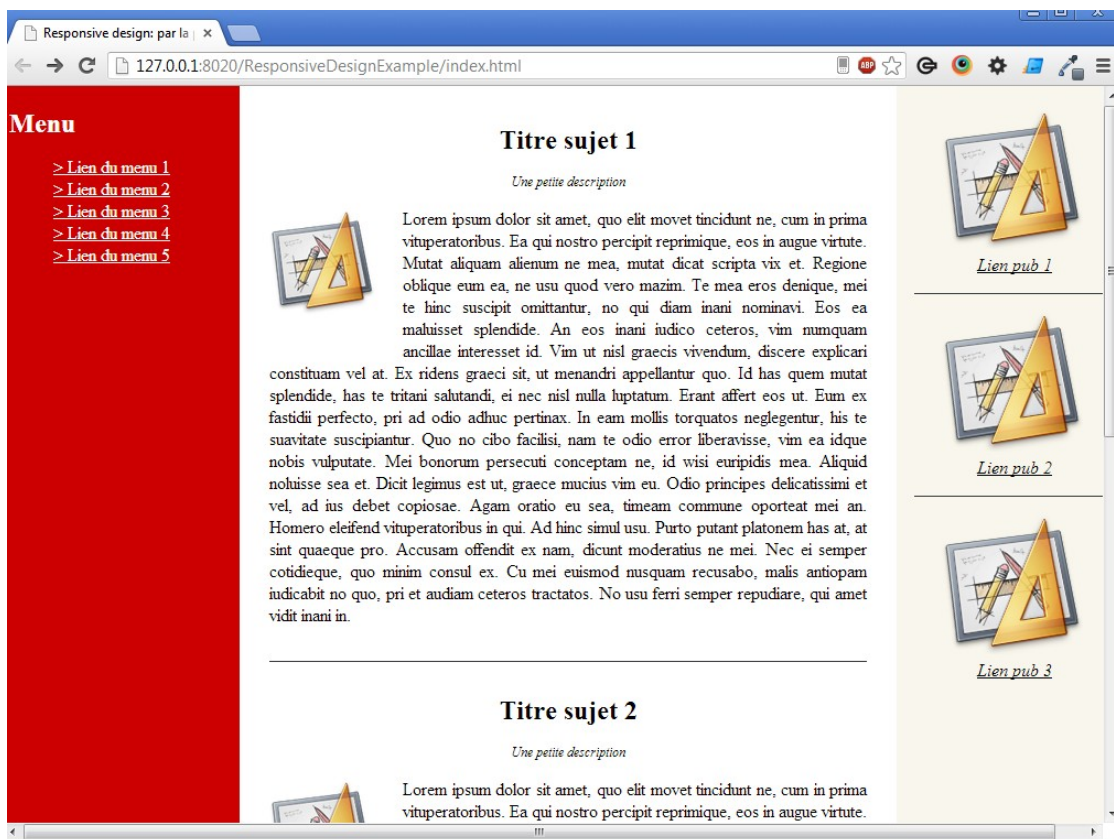 Responsive design: par la
127.0.0.1:8020/ResponsiveDesignExample/index.html
ABP
Menu
> Lien du menu 1
> Lien du menu 2
> Lien du menu 3
> Lien du menu 4
> Lien du menu 5
Titre sujet 1
Une petite description
Lorem ipsum dolor sit amet, quo elit movet tincidunt ne, cum in prima
vituperatoribus. Ea qui nostro percipit reprimique, eos in augue virtute.
Mutat aliquam alienum ne mea, mutat dicat scripta vix et. Regione
oblique eum ea, ne usu quod vero mazim. Te mea eros denique, mei
te hinc suscipit omittantur, no qui diam inani nominavi. Eos ea
maluisset splendide. An eos inani iudico ceteros, vim numquam
ancillae interesset id. Vim ut nisl graecis vivendum, discere explicari
constituam vel at. Ex ridens graeci sit, ut menandri appellantur quo. Id has quem mutat
splendide, has te tritani salutandi, ei nec nisl nulla luptatum. Erant affert eos ut. Eum ex
fastidii perfecto, pri ad odio adhuc pertinax. In eam mollis torquatos neglegentur, his te
suavitate suscipiantur. Quo no cibo facilisi, nam te odio error liberavisse, vim ea idque
nobis vulputate. Mei bonorum persecuti conceptam ne, id wisi euripidis mea. Aliquid
noluisse sea et. Dicit legimus est ut, graece mucius vim eu. Odio principes delicatissimi et
vel, ad ius debet copiosae. Agam oratio eu sea, timeam commune oporteat mei an.
Homero eleifend vituperatoribus in qui. Ad hinc simul usu. Purto putant platonem has at, at
sint quaeque pro. Accusam offendit ex nam, dicunt moderatius ne mei. Nec ei semper
cotidieque, quo minim consul ex. Cu mei euismod nusquam recusabo, malis antiopam
iudicabit no quo, pri et audiam ceteros tractatos. No usu ferri semper repudiare, qui amet
vidit inani in.
Titre sujet 2
Une petite description
Lorem ipsum dolor sit amet, quo elit movet tincidunt ne, cum in prima
vituperatoribus. Ea qui nostro percipit reprimique, eos in augue virtute.
Lien pub 1
Lien pub 2
Lien pub 3